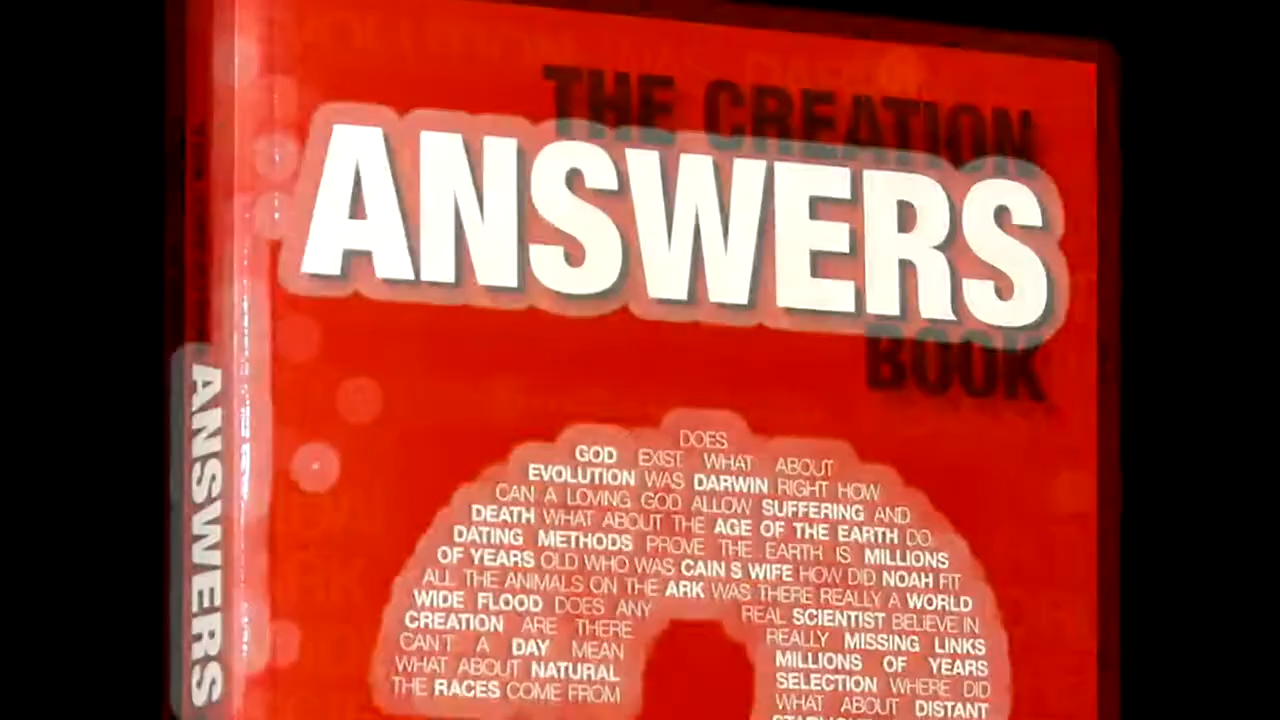 THE CREATION
ANSWERS
BOOK
ANSWERS
DOES
GOD EXIST WHAT ABOUT
EVOLUTION WAS DARWIN RIGHT HOW
CAN A LOVING GOD ALLOW SUFFERING AND
DEATH WHAT ABOUT THE AGE OF THE EARTH DO
DATING METHODS PROVE THE EARTH IS MILLIONS
OF YEARS OLD WHO WAS CAIN S WIFE HOW DID NOAH FIT
ALL THE ANIMALS ON THE ARK WAS THERE REALLY A WORLD
WIDE FLOOD DOES ANY REAL SCIENTIST BELIEVE IN
CREATION ARE THERE REALLY MISSING LINKS
CAN'T A DAY MEAN MILLIONS OF YEARS
WHAT ABOUT NATURAL SELECTION WHERE DID
THE RACES COME FROM WHAT ABOUT DISTANT